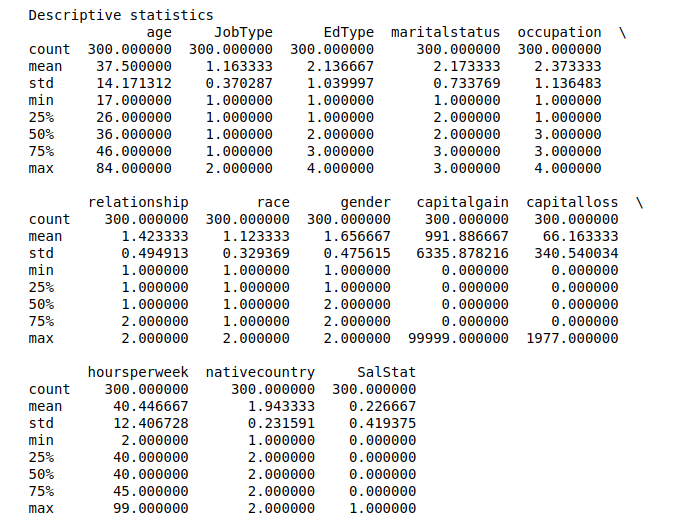 Descriptive statistics
age JobType EdType maritalstatus occupation \
count 300.000000 300.000000 300.000000 300.000000 300.000000
mean 37.500000 1.163333 2.136667 2.173333 2.373333
std 14.171312 0.370287 1.039997 0.733769 1.136483
min 17.000000 1.000000 1.000000 1.000000 1.000000
25% 26.000000 1.000000 1.000000 2.000000 1.000000
50% 36.000000 1.000000 2.000000 2.000000 3.000000
75% 46.000000 1.000000 3.000000 3.000000 3.000000
max 84.000000 2.000000 4.000000 3.000000 4.000000
relationship race gender capitalgain capitalloss \
count 300.000000 300.000000 300.000000 300.000000 300.000000
mean 1.423333 1.123333 1.656667 991.886667 66.163333
std 0.494913 0.329369 0.475615 6335.878216 340.540034
min 1.000000 1.000000 1.000000 0.000000 0.000000
25% 1.000000 1.000000 1.000000 0.000000 0.000000
50% 1.000000 1.000000 2.000000 0.000000 0.000000
75% 2.000000 1.000000 2.000000 0.000000 0.000000
max 2.000000 2.000000 2.000000 99999.000000 1977.000000
hoursperweek nativecountry SalStat
count 300.000000 300.000000 300.000000
mean 40.446667 1.943333 0.226667
std 12.406728 0.231591 0.419375
min 2.000000 1.000000 0.000000
25% 40.000000 2.000000 0.000000
50% 40.000000 2.000000 0.000000
75% 45.000000 2.000000 0.000000
max 99.000000 2.000000 1.000000